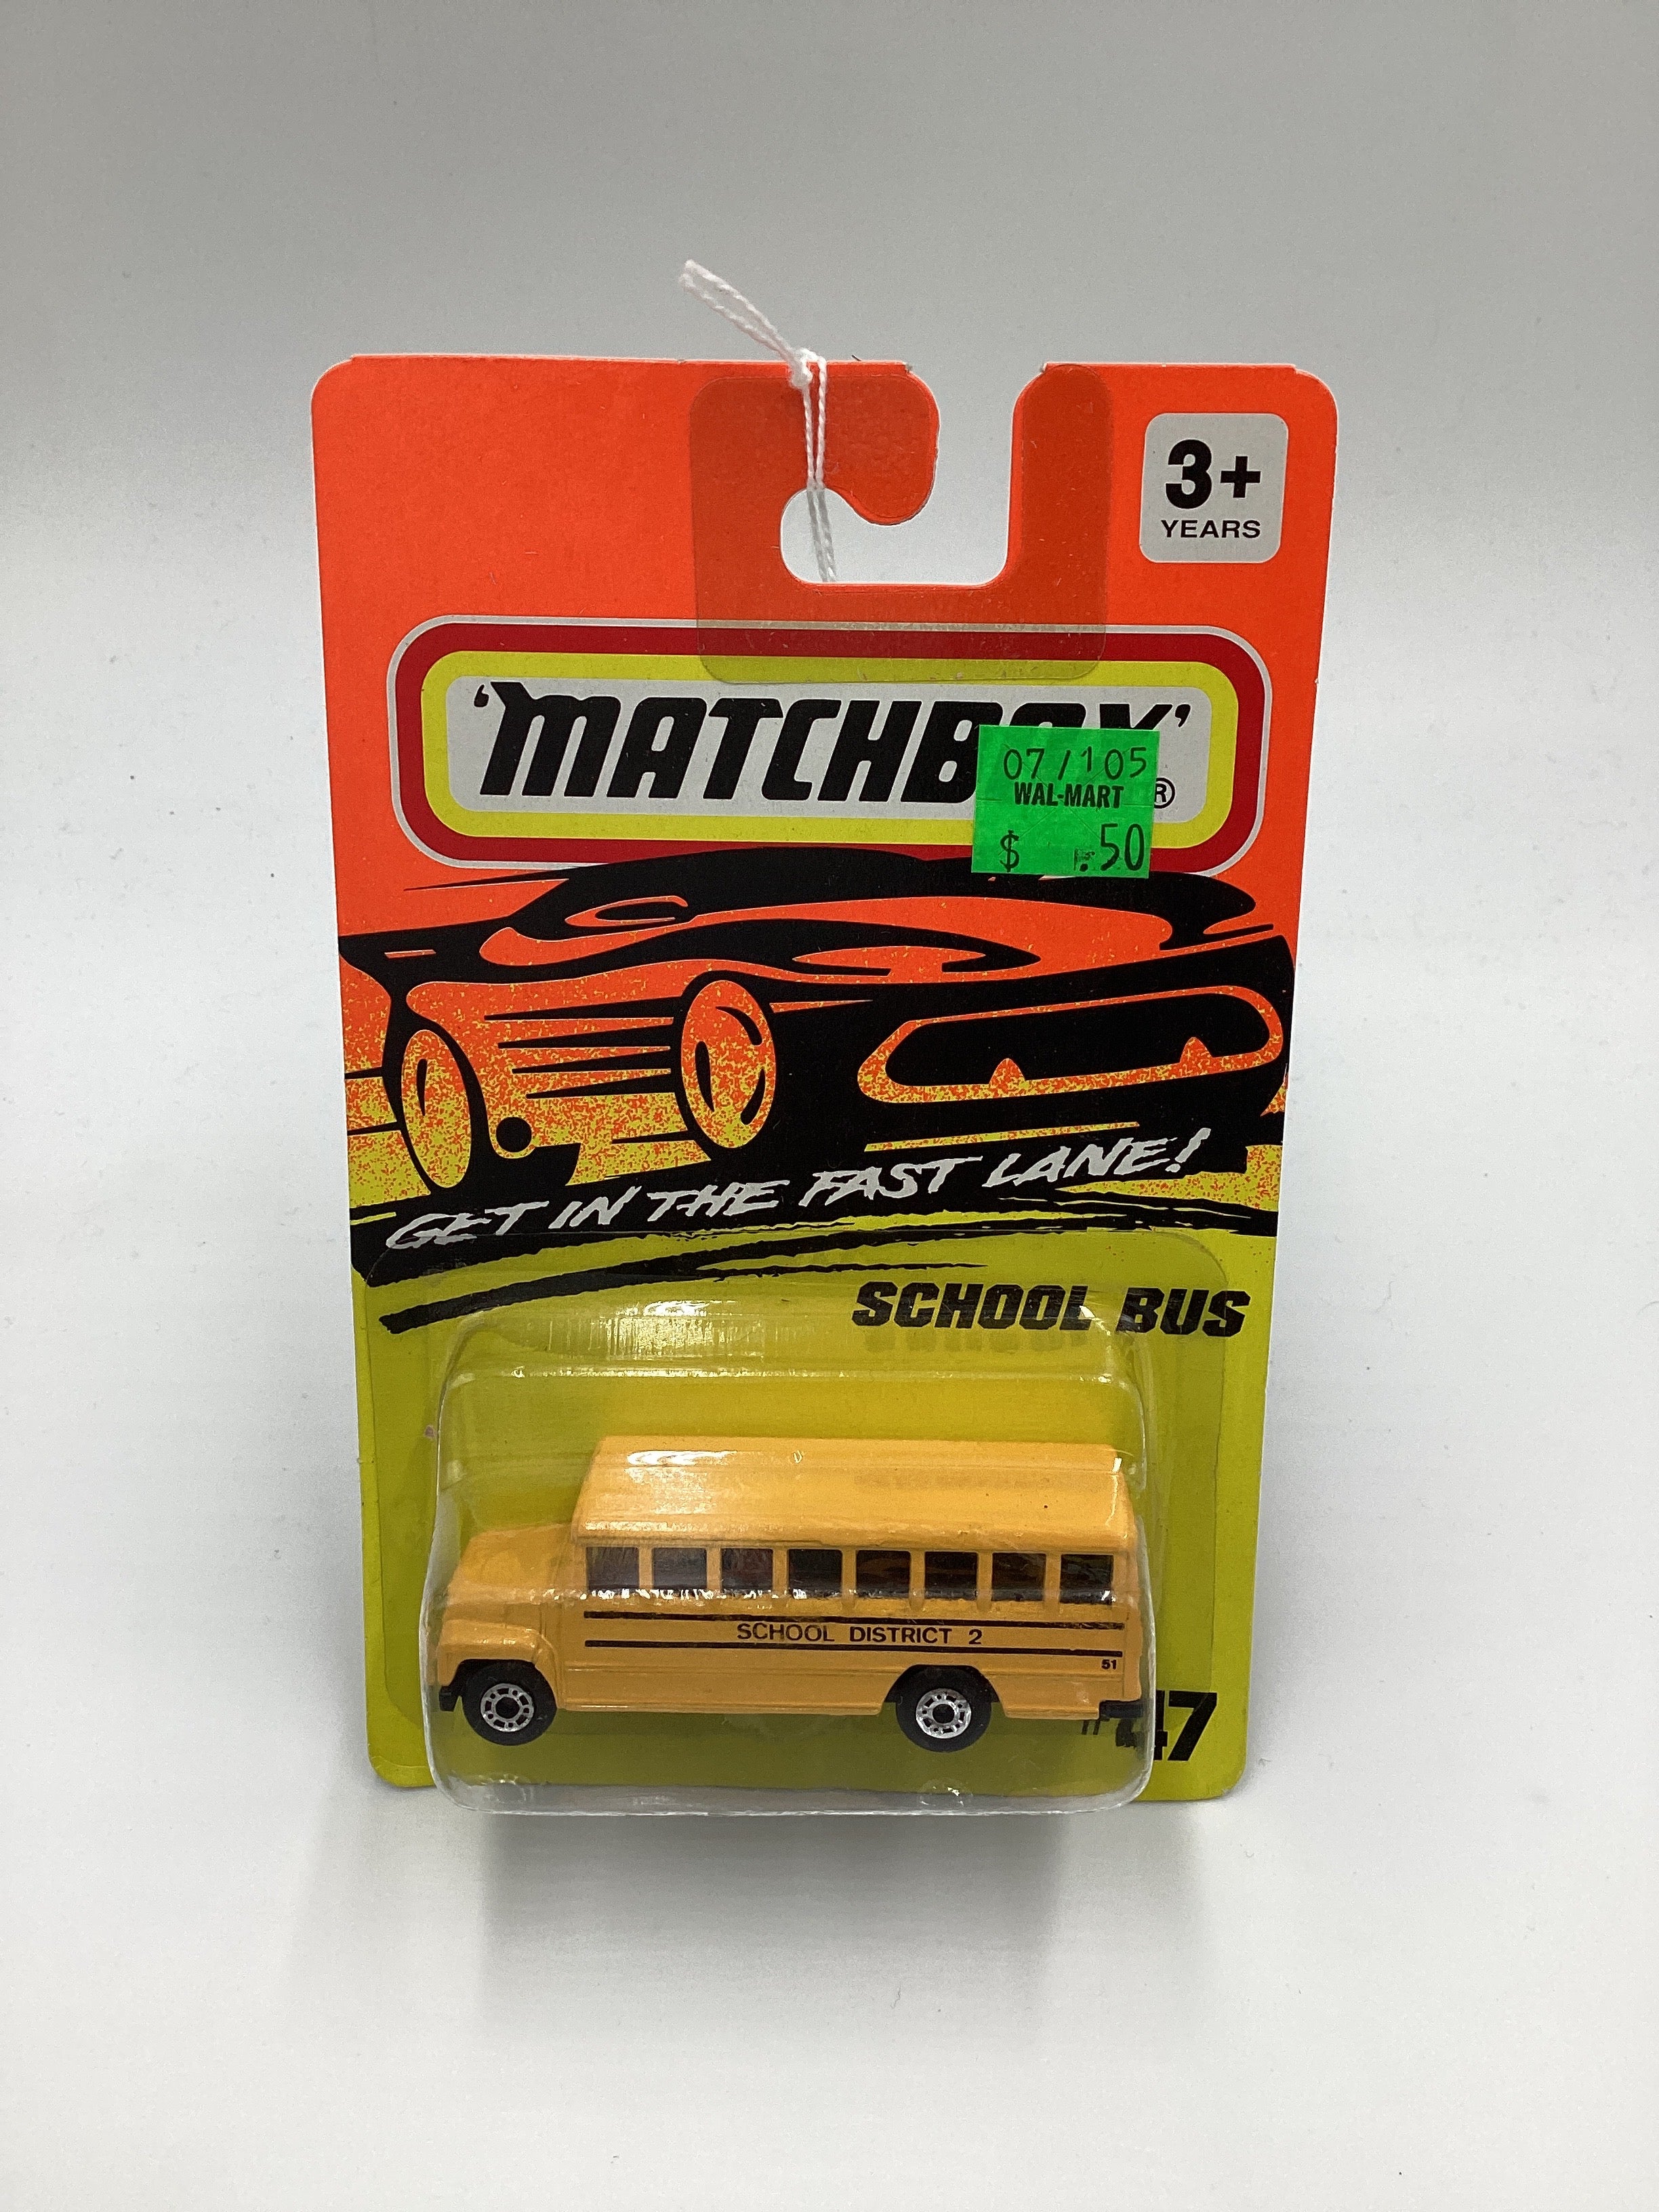 3+
YEARS
'MATCHBOX'
®
07/105
WAL-MART
$ .50
GET IN THE FAST LANE!
SCHOOL BUS
SCHOOL DISTRICT 2
51
#47